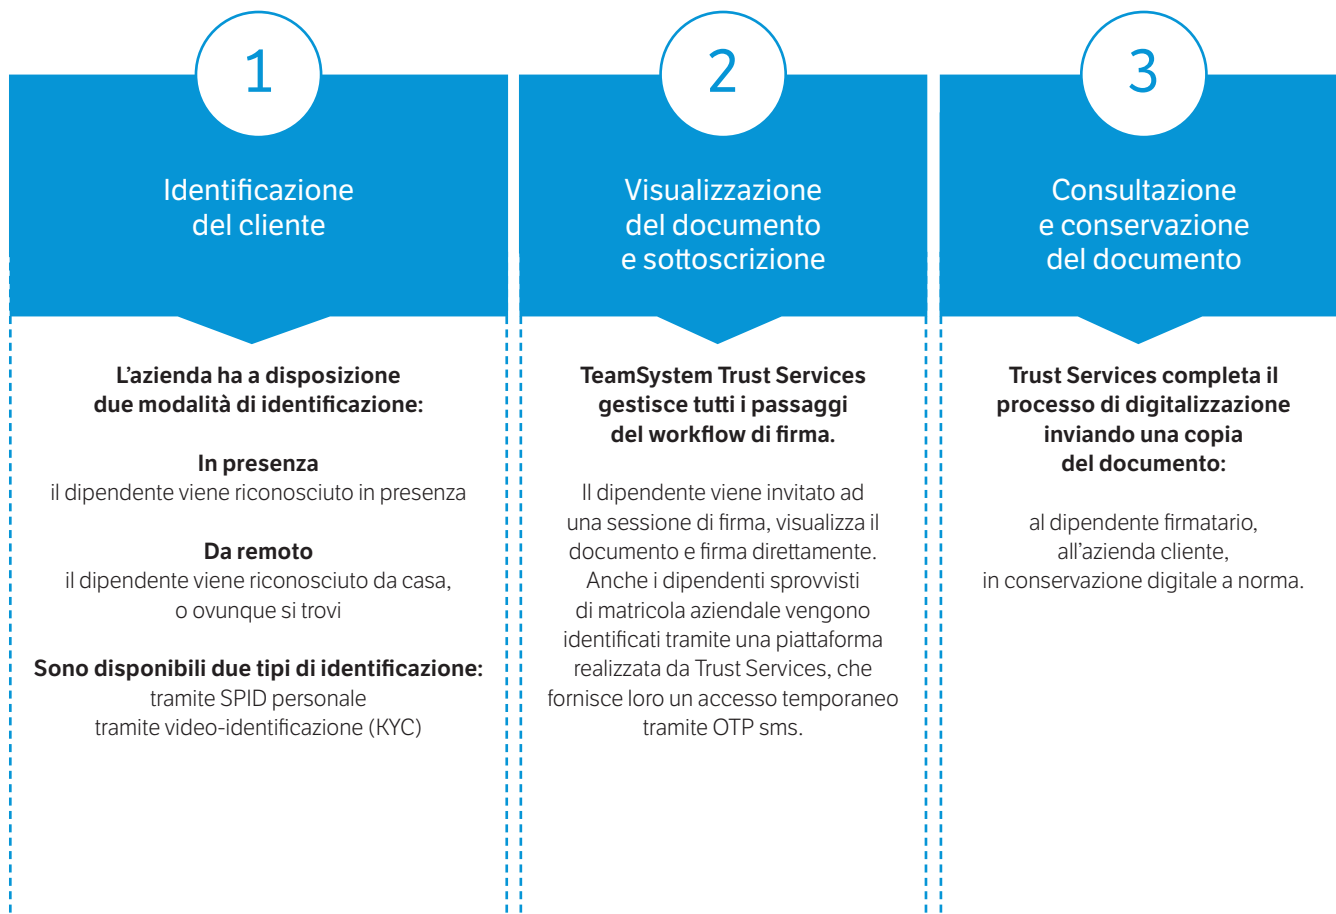 1
Identificazione
del cliente
L'azienda ha a disposizione
due modalità di identificazione:
In presenza
il dipendente viene riconosciuto in presenza
Da remoto
il dipendente viene riconosciuto da casa,
o ovunque si trovi
Sono disponibili due tipi di identificazione:
tramite SPID personale
tramite video-identificazione (KYC)
2
Visualizzazione
del documento
e sottoscrizione
TeamSystem Trust Services
gestisce tutti i passaggi
del workflow di firma.
Il dipendente viene invitato ad
una sessione di firma, visualizza il
documento e firma direttamente.
Anche i dipendenti sprovvisti
di matricola aziendale vengono
identificati tramite una piattaforma
realizzata da Trust Services, che
fornisce loro un accesso temporaneo
tramite OTP sms.
3
Consultazione
e conservazione
del documento
Trust Services completa il
processo di digitalizzazione
inviando una copia
del documento:
al dipendente firmatario,
all'azienda cliente,
in conservazione digitale a norma.